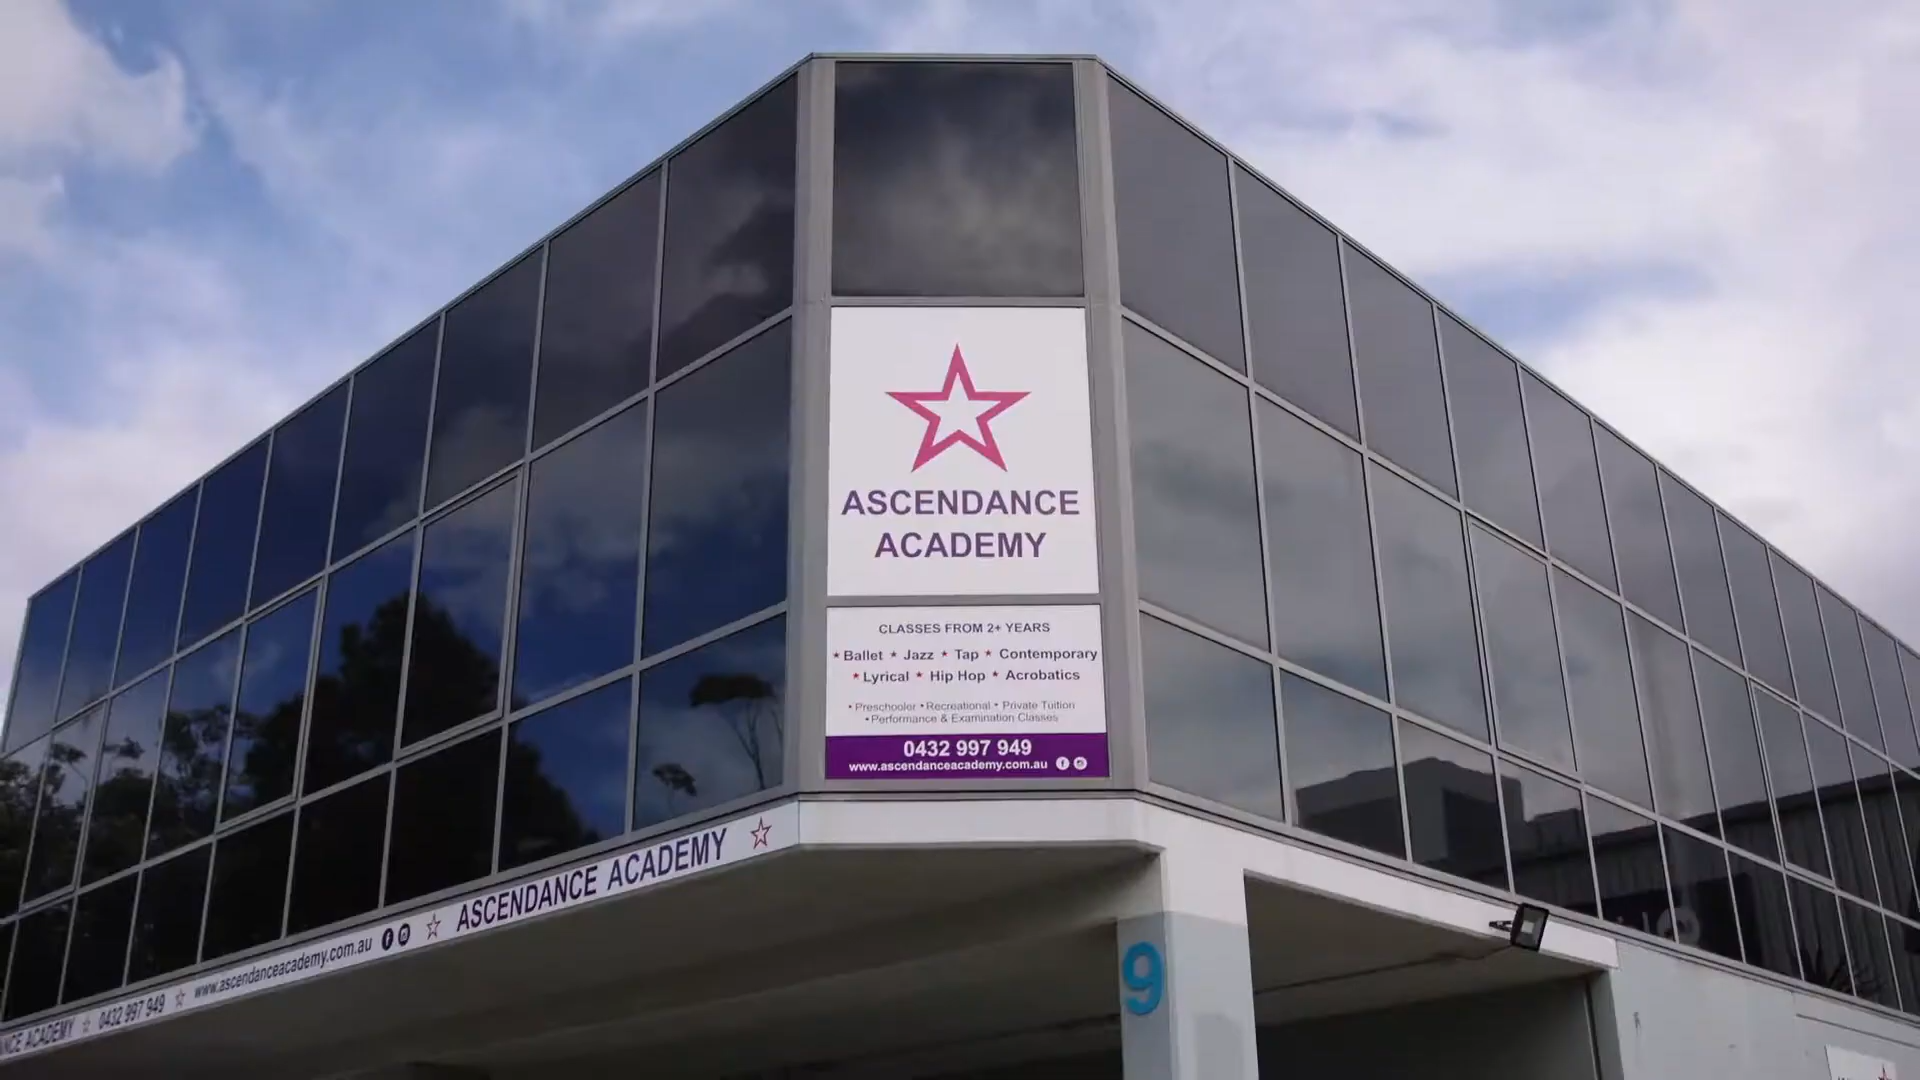 ASCENDANCE
ACADEMY
CLASSES FROM 2+ YEARS
★ Ballet ★ Jazz ★ Tap ★ Contemporary
★ Lyrical ★ Hip Hop ★ Acrobatics
• Preschooler • Recreational • Private Tuition
• Performance & Examination Classes
0432 997 949
www.ascendanceacademy.com.au
ACADEMY ☆ 0432 997 949 ☆ www.ascendanceacademy.com.au ☆ ASCENDANCE ACADEMY ☆
9